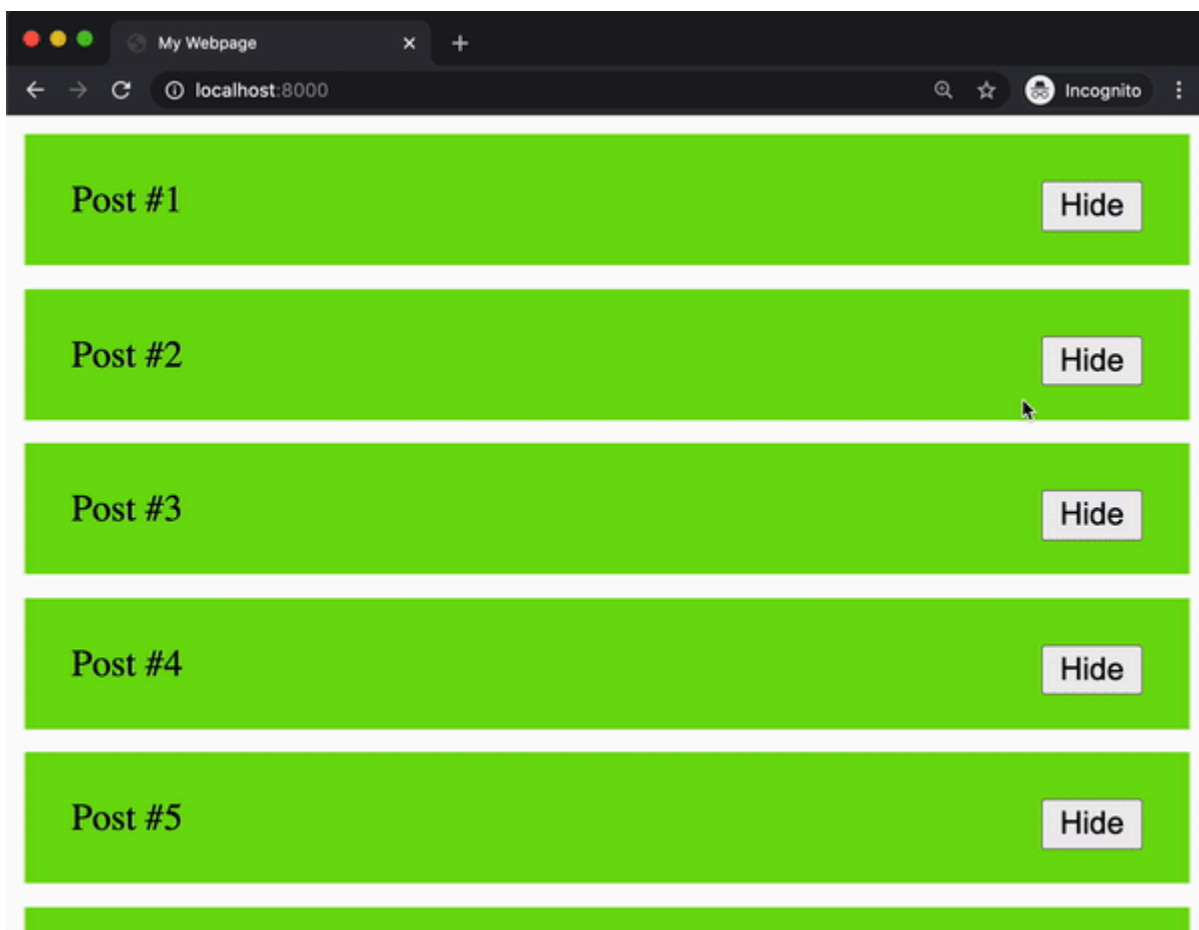 My Webpage
localhost:8000
Incognito
Post #1
Hide
Post #2
Hide
Post #3
Hide
Post #4
Hide
Post #5
Hide